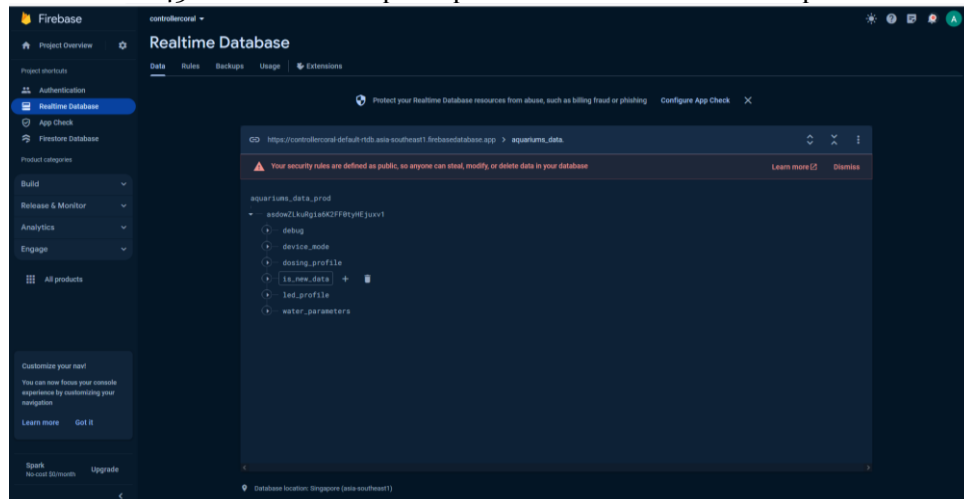 Firebase
Project Overview
Project shortcuts
Authentication
Realtime Database
App Check
Firestore Database
Product categories
Build
Release & Monitor
Analytics
Engage
All products
Customize your nav!
You can now focus your console
experience by customizing your
navigation
Learn more Got it
Spark
No-cost $0/month
Upgrade
controllercoral
A
Realtime Database
Data Rules Backups Usage Extensions
Protect your Realtime Database resources from abuse, such as billing fraud or phishing Configure App Check
https://controllercoral-default-rtdb.asia-southeast1.firebasedatabase.app > aquariums_data.
Your security rules are defined as public, so anyone can steal, modify, or delete data in your database Learn more Dismiss
aquariums_data_prod
debug
device_mode
dosing_profile
is_new_data
led_profile
water_parameters
Database location: Singapore (asia-southeast1)